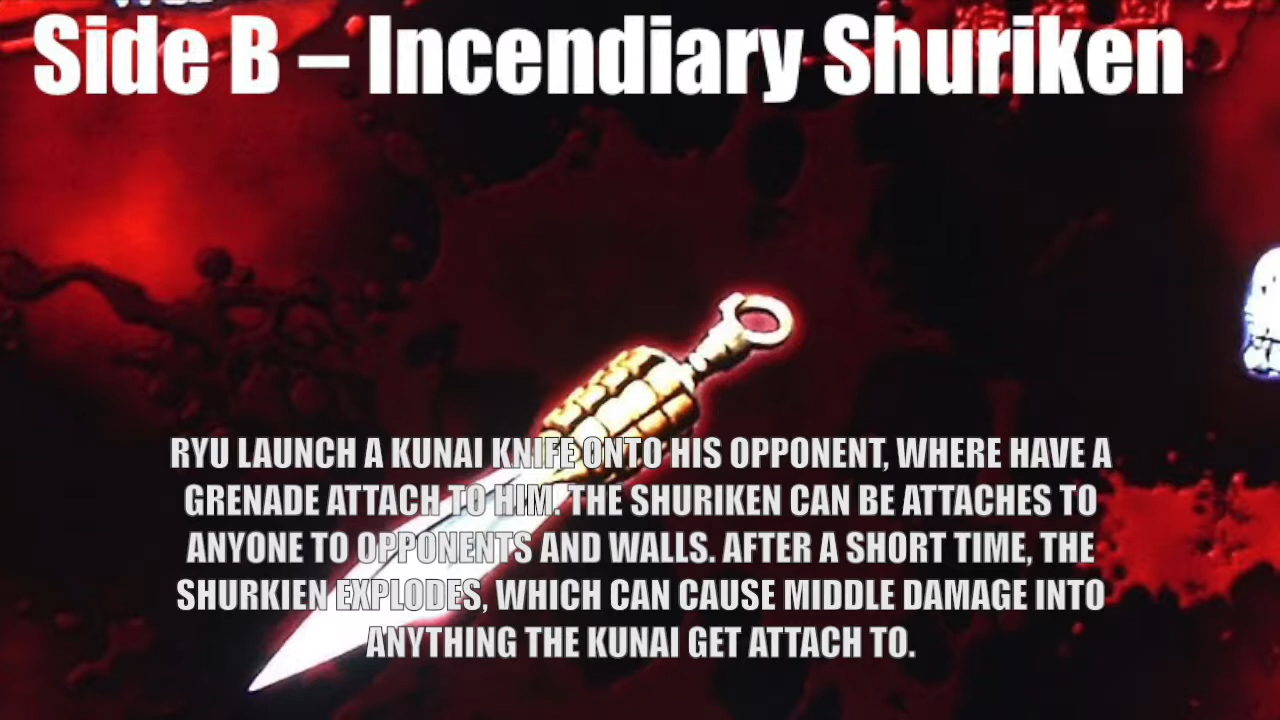 Side B – Incendiary Shuriken
RYU LAUNCH A KUNAI KNIFE ONTO HIS OPPONENT, WHERE HAVE A
GRENADE ATTACH TO HIM. THE SHURIKEN CAN BE ATTACHES TO
ANYONE TO OPPONENTS AND WALLS. AFTER A SHORT TIME, THE
SHURKIEN EXPLODES, WHICH CAN CAUSE MIDDLE DAMAGE INTO
ANYTHING THE KUNAI GET ATTACH TO.